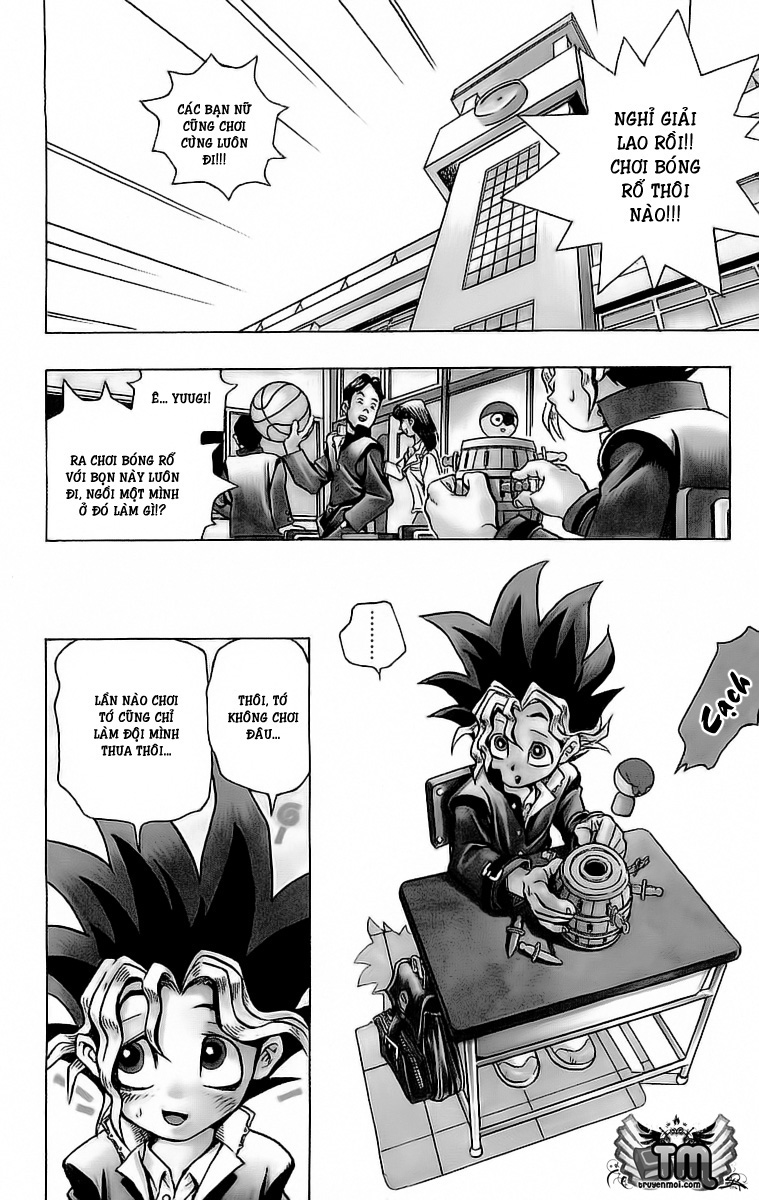 NGHỈ GIẢI
LAO RỒI!!
CHƠI BÓNG
RỔ THÔI
NÀO!!!
CÁC BẠN NỮ
CŨNG CHƠI
CÙNG LUÔN
ĐI!!!
Ê... YUUGI!
RA CHƠI BÓNG RỔ
VỚI BỌN NÀY LUÔN
ĐI, NGỒI MỘT MÌNH
Ở ĐÓ LÀM GÌ!?
.........
Cạch
THÔI, TỚ
KHÔNG CHƠI
ĐÂU...
LẦN NÀO CHƠI
TỚ CŨNG CHỈ
LÀM ĐỘI MÌNH
THUA THÔI...
TM
truyenmoi.com